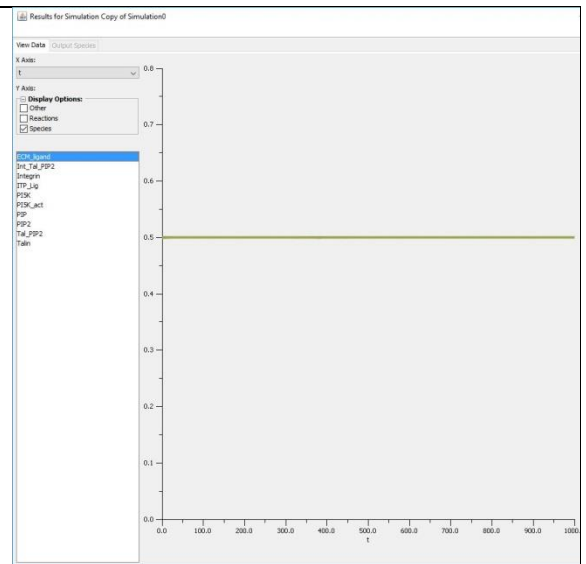 Results for Simulation Copy of Simulation0
View Data Output Species
X Axis:
t
Y Axis:
Display Options:
Other
Reactions
Species
ECM_ligand
Int_Tal_PIP2
Integrin
ITP_Lig
PI5K
PI5K_act
PIP
PIP2
Tal_PIP2
Talin
0.8
0.7
0.6
0.5
0.4
0.3
0.2
0.1
0.0
0.0 100.0 200.0 300.0 400.0 500.0 600.0 700.0 800.0 900.0 1000.
t